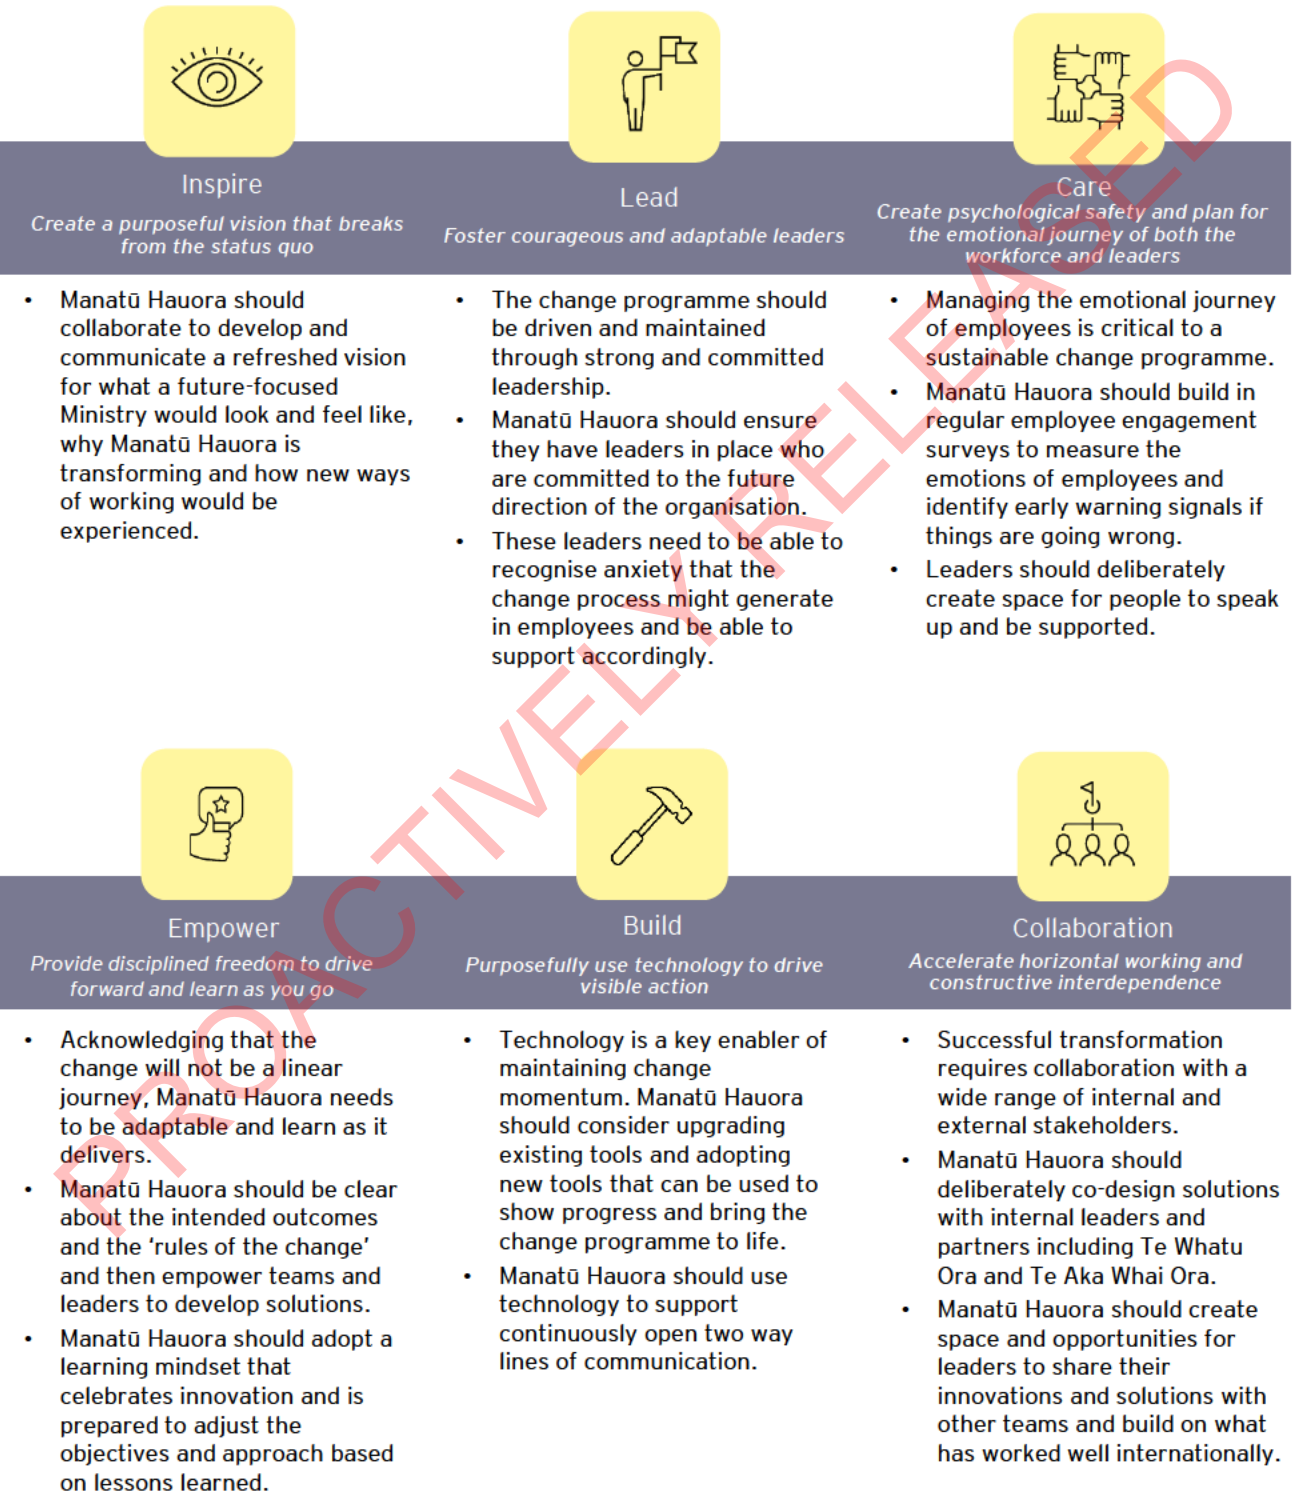 Inspire
Create a purposeful vision that breaks
from the status quo
Manatū Hauora should
collaborate to develop and
communicate a refreshed vision
for what a future-focused
Ministry would look and feel like,
why Manatū Hauora is
transforming and how new ways
of working would be
experienced.
Lead
Foster courageous and adaptable leaders
The change programme should
be driven and maintained
through strong and committed
leadership.
Manatū Hauora should ensure
they have leaders in place who
are committed to the future
direction of the organisation.
These leaders need to be able to
recognise anxiety that the
change process might generate
in employees and be able to
support accordingly.
Care
Create psychological safety and plan for
the emotional journey of both the
workforce and leaders
Managing the emotional journey
of employees is critical to a
sustainable change programme.
Manatū Hauora should build in
regular employee engagement
surveys to measure the
emotions of employees and
identify early warning signals if
things are going wrong.
Leaders should deliberately
create space for people to speak
up and be supported.
Empower
Provide disciplined freedom to drive
forward and learn as you go
Acknowledging that the
change will not be a linear
journey, Manatū Hauora needs
to be adaptable and learn as it
delivers.
Manatū Hauora should be clear
about the intended outcomes
and the ‘rules of the change’
and then empower teams and
leaders to develop solutions.
Manatū Hauora should adopt a
learning mindset that
celebrates innovation and is
prepared to adjust the
objectives and approach based
on lessons learned.
Build
Purposefully use technology to drive
visible action
Technology is a key enabler of
maintaining change
momentum. Manatū Hauora
should consider upgrading
existing tools and adopting
new tools that can be used to
show progress and bring the
change programme to life.
Manatū Hauora should use
technology to support
continuously open two way
lines of communication.
Collaboration
Accelerate horizontal working and
constructive interdependence
Successful transformation
requires collaboration with a
wide range of internal and
external stakeholders.
Manatū Hauora should
deliberately co-design solutions
with internal leaders and
partners including Te Whatu
Ora and Te Aka Whai Ora.
Manatū Hauora should create
space and opportunities for
leaders to share their
innovations and solutions with
other teams and build on what
has worked well internationally.
PROACTIVELY RELEASED